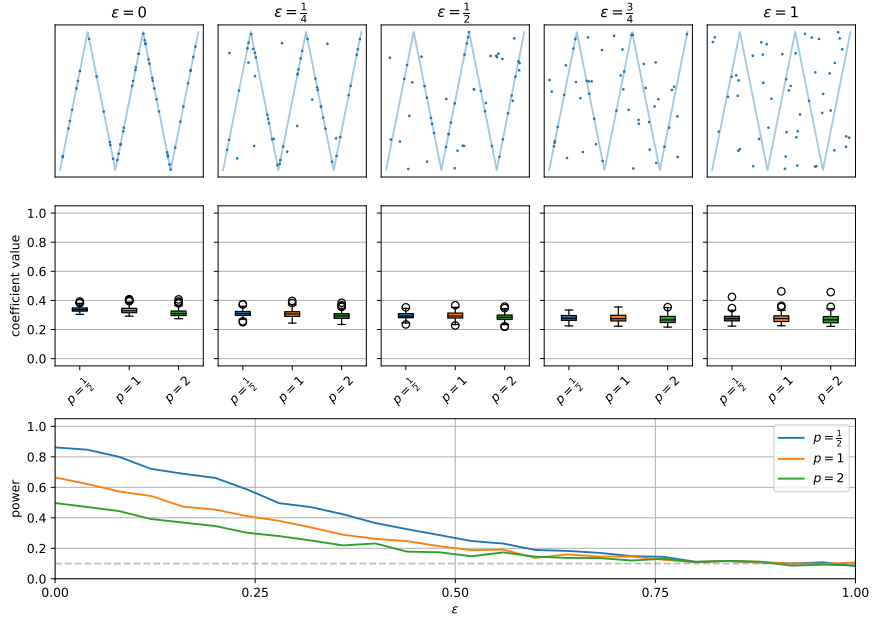 ε = 0 ε = 1/4 ε = 1/2 ε = 3/4 ε = 1
coefficient value
1.0
0.8
0.6
0.4
0.2
0.0
p = 1/2 p = 1 p = 2 p = 1/2 p = 1 p = 2 p = 1/2 p = 1 p = 2 p = 1/2 p = 1 p = 2 p = 1/2 p = 1 p = 2
power
1.0
0.8
0.6
0.4
0.2
0.0
p = 1/2
p = 1
p = 2
0.00 0.25 0.50 0.75 1.00
ε